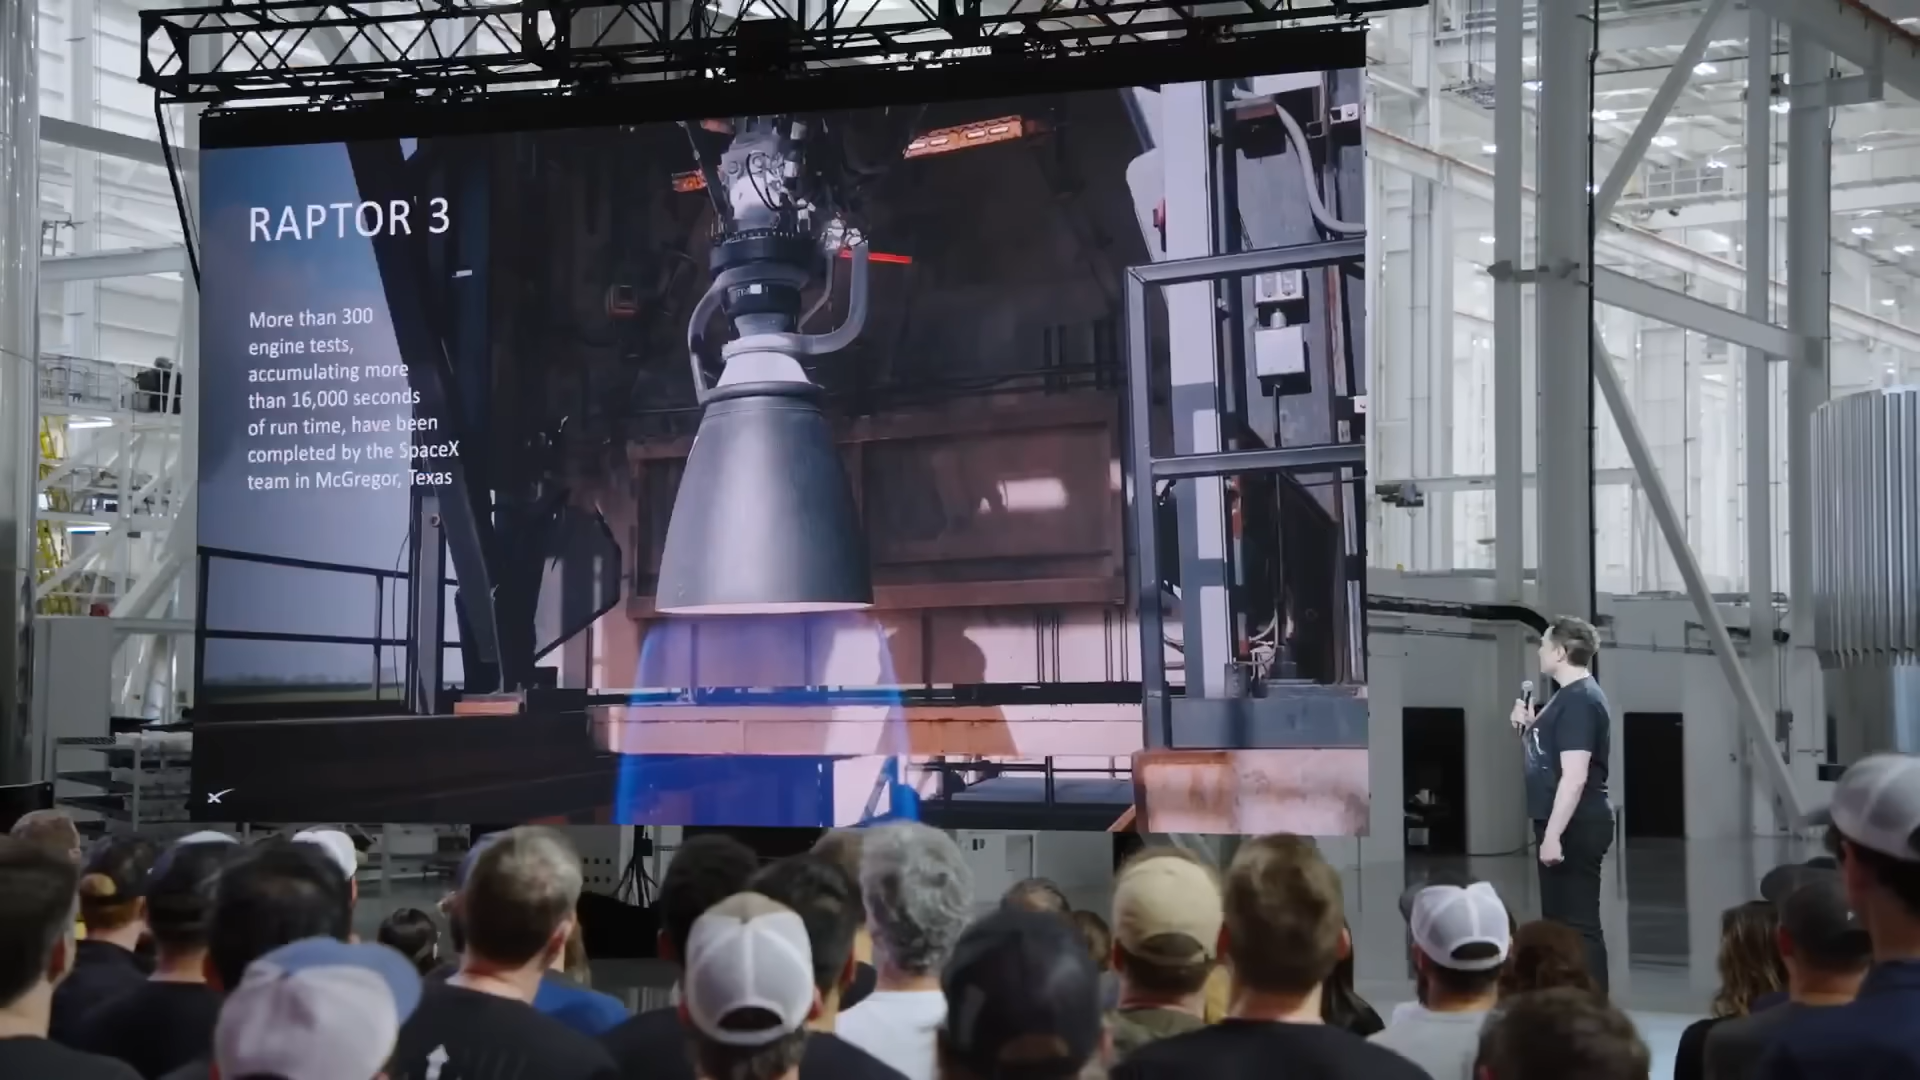 RAPTOR 3
More than 300
engine tests,
accumulating more
than 16,000 seconds
of run time, have been
completed by the SpaceX
team in McGregor, Texas